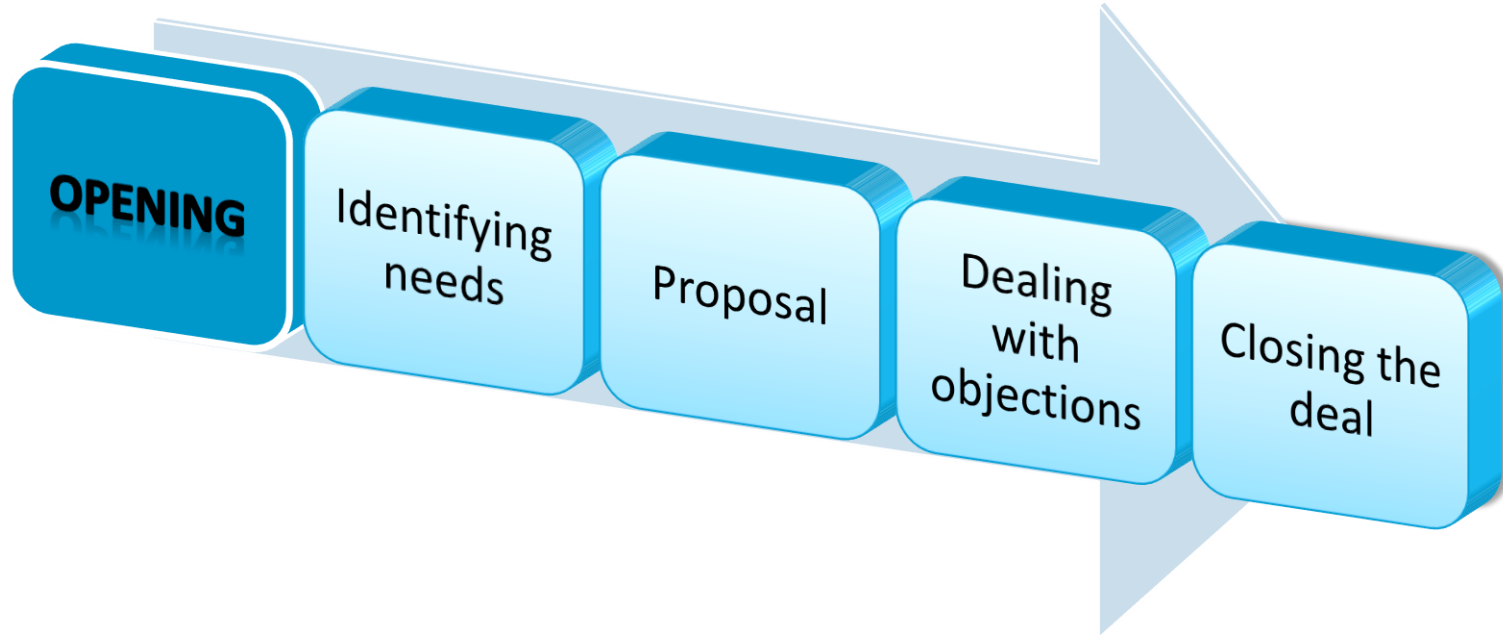 OPENING
Identifying
needs
Proposal
Dealing
with
objections
Closing the
deal